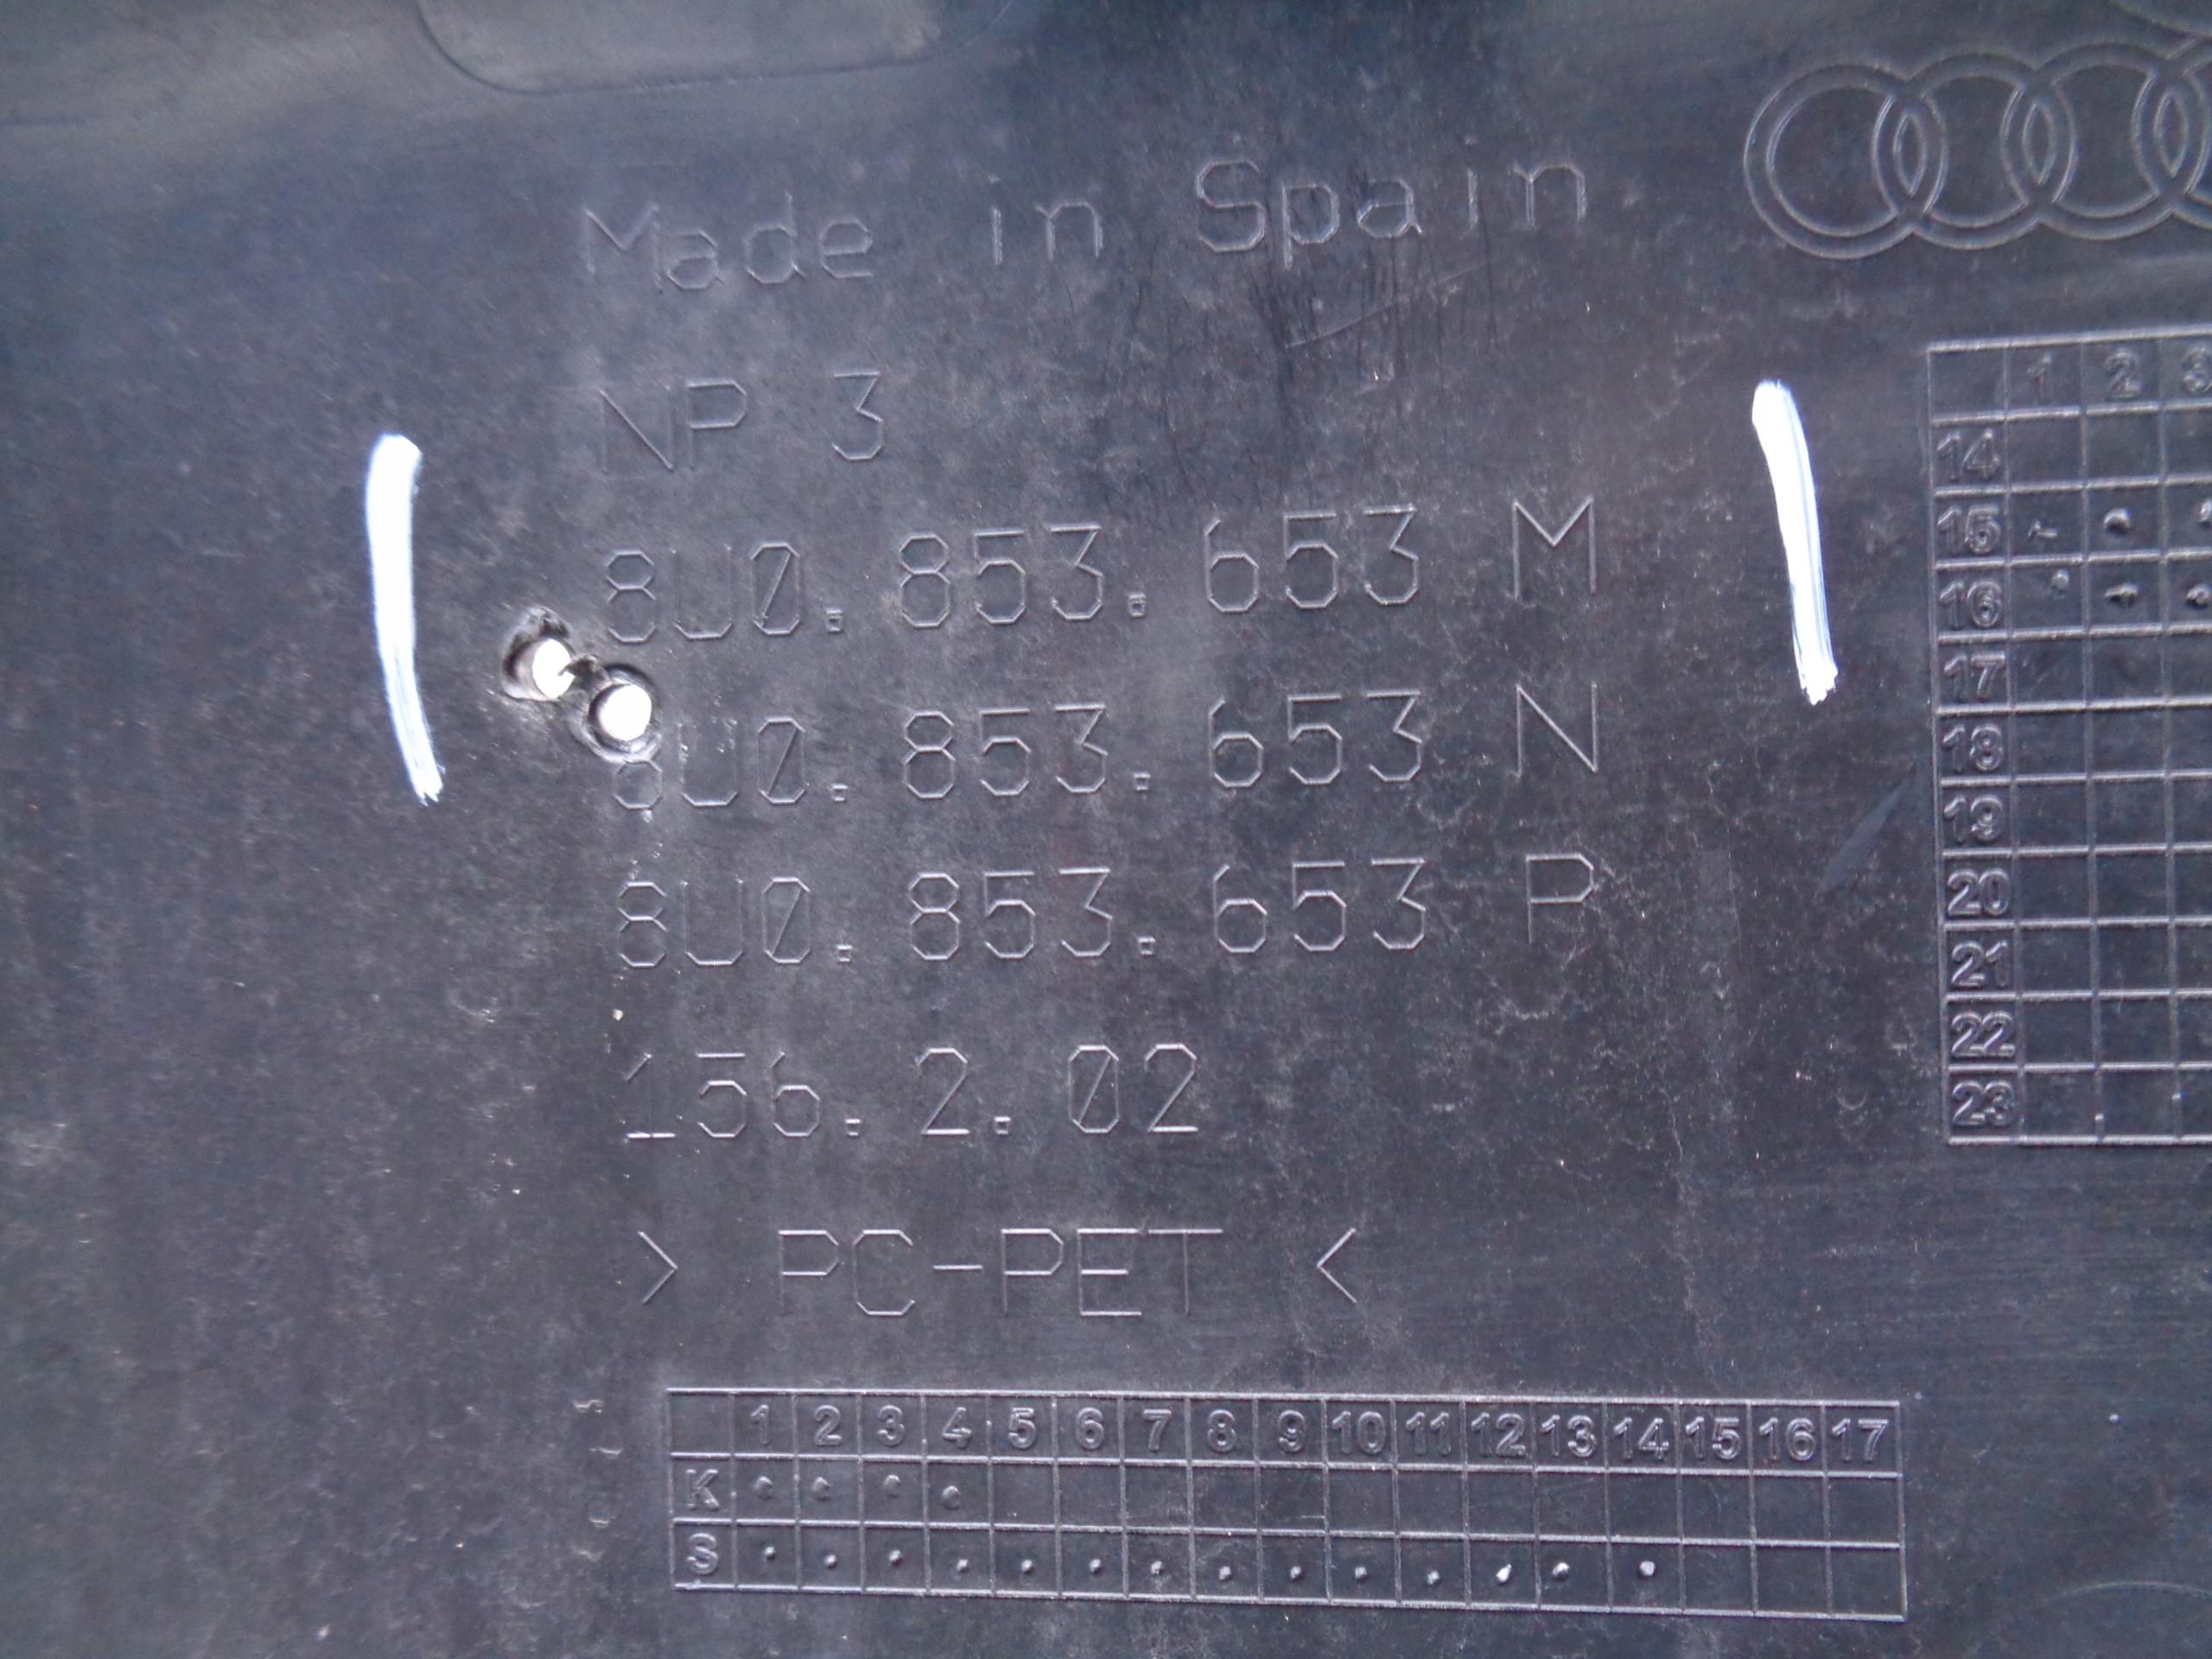 Made in Spain
NP 3
8U0. 853. 653 M
8U0. 853. 653 N
8U0. 853. 653 P
156. 2. 02
> PC-PET <
1 2 3
14
15
16
17
18
19
20
21
22
23
1 2 3 4 5 6 7 8 9 10 11 12 13 14 15 16 17
K
S